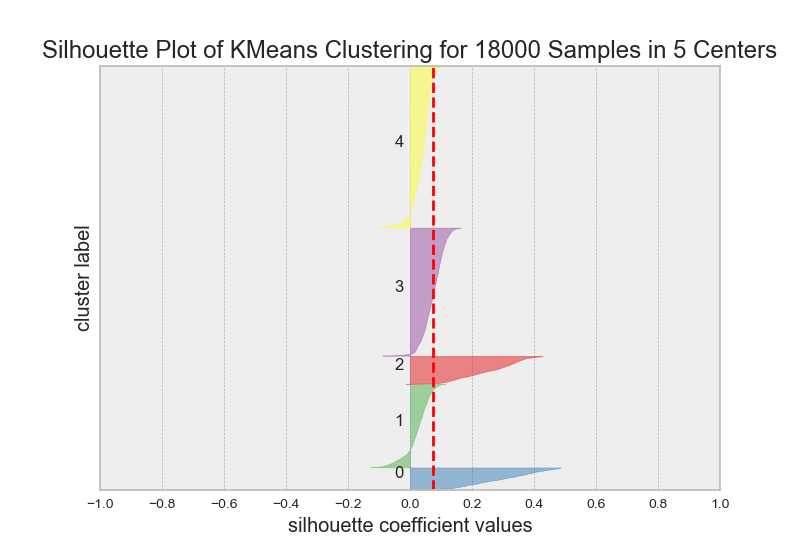 Silhouette Plot of KMeans Clustering for 18000 Samples in 5 Centers
cluster label
4
3
2
1
0
−1.0 −0.8 −0.6 −0.4 −0.2 0.0 0.2 0.4 0.6 0.8 1.0
silhouette coefficient values